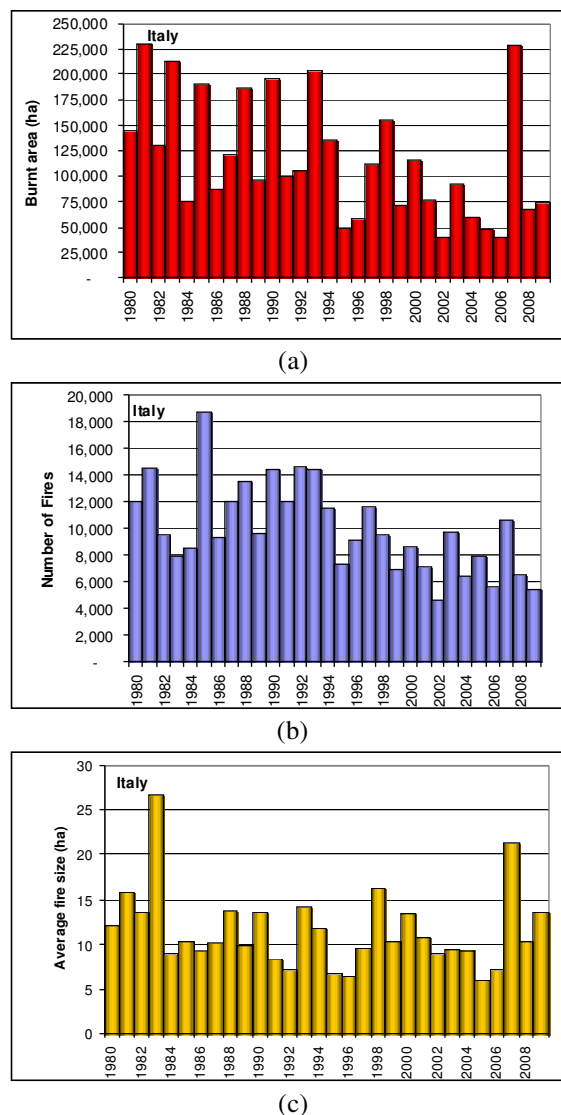 Italy
250,000
225,000
200,000
175,000
150,000
125,000
100,000
75,000
50,000
25,000
-
Burnt area (ha)
1980 1982 1984 1986 1988 1990 1992 1994 1996 1998 2000 2002 2004 2006 2008
(a)
Italy
20,000
18,000
16,000
14,000
12,000
10,000
8,000
6,000
4,000
2,000
-
Number of Fires
1980 1982 1984 1986 1988 1990 1992 1994 1996 1998 2000 2002 2004 2006 2008
(b)
Italy
30
25
20
15
10
5
0
Average fire size (ha)
1980 1982 1984 1986 1988 1990 1992 1994 1996 1998 2000 2002 2004 2006 2008
(c)